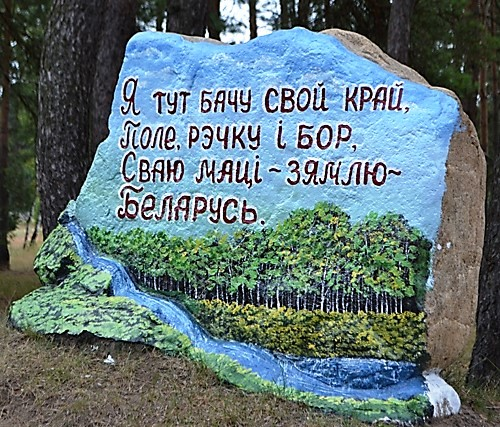 Я тут бачу свой край,
Поле, рэчку і бор,
Сваю маці ~ зямлю ~
Беларусь.